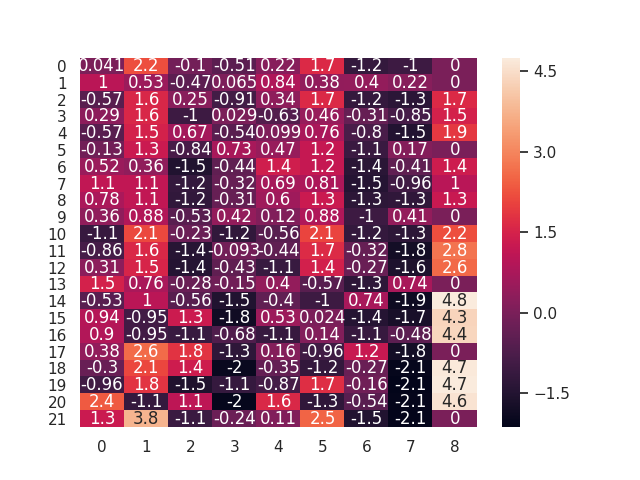 0 0.041 2.2 -0.1 -0.51 0.22 1.7 -1.2 -1 0
1 1 0.53 -0.47 0.065 0.84 0.38 0.4 0.22 0
2 -0.57 1.6 0.25 -0.91 0.34 1.7 -1.2 -1.3 1.7
3 0.29 1.6 -1 0.029 -0.63 0.46 -0.31 -0.85 1.5
4 -0.57 1.5 0.67 -0.54 0.099 0.76 -0.8 -1.5 1.9
5 -0.13 1.3 -0.84 0.73 0.47 1.2 -1.1 0.17 0
6 0.52 0.36 -1.5 -0.44 1.4 1.2 -1.4 -0.41 1.4
7 1.1 1.1 -1.2 -0.32 0.69 0.81 -1.5 -0.96 1
8 0.78 1.1 -1.2 -0.31 0.6 1.3 -1.3 -1.3 1.3
9 0.36 0.88 -0.53 0.42 0.12 0.88 -1 0.41 0
10 -1.1 2.1 -0.23 -1.2 -0.56 2.1 -1.2 -1.3 2.2
11 -0.86 1.6 -1.4 -0.093 -0.44 1.7 -0.32 -1.8 2.8
12 0.31 1.5 -1.4 -0.43 -1.1 1.4 -0.27 -1.6 2.6
13 1.5 0.76 -0.28 -0.15 0.4 -0.57 -1.3 0.74 0
14 -0.53 1 -0.56 -1.5 -0.4 -1 0.74 -1.9 4.8
15 0.94 -0.95 1.3 -1.8 0.53 0.024 -1.4 -1.7 4.3
16 0.9 -0.95 -1.1 -0.68 -1.1 0.14 -1.1 -0.48 4.4
17 0.38 2.6 1.8 -1.3 0.16 -0.96 1.2 -1.8 0
18 -0.3 2.1 1.4 -2 -0.35 -1.2 -0.27 -2.1 4.7
19 -0.96 1.8 -1.5 -1.1 -0.87 1.7 -0.16 -2.1 4.7
20 2.4 -1.1 1.1 -2 1.6 -1.3 -0.54 -2.1 4.6
21 1.3 3.8 -1.1 -0.24 0.11 2.5 -1.5 -2.1 0
0 1 2 3 4 5 6 7 8
4.5
3.0
1.5
0.0
−1.5